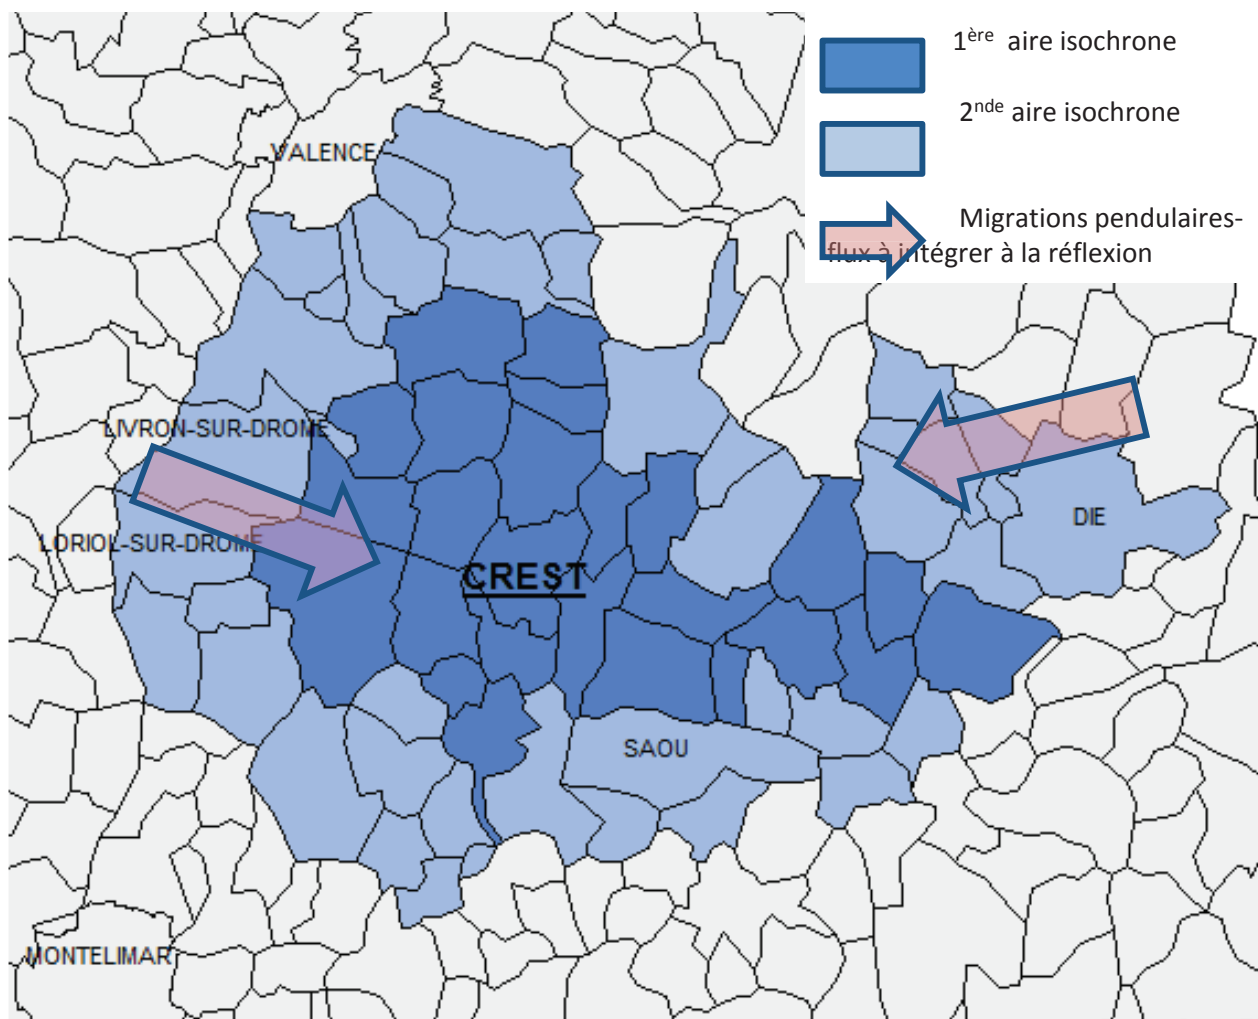 1ère aire isochrone
2nde aire isochrone
Migrations pendulaires-
flux à intégrer à la réflexion
VALENCE
LIVRON-SUR-DROME
LORIOL-SUR-DROME
DIE
CREST
SAOU
MONTELIMAR